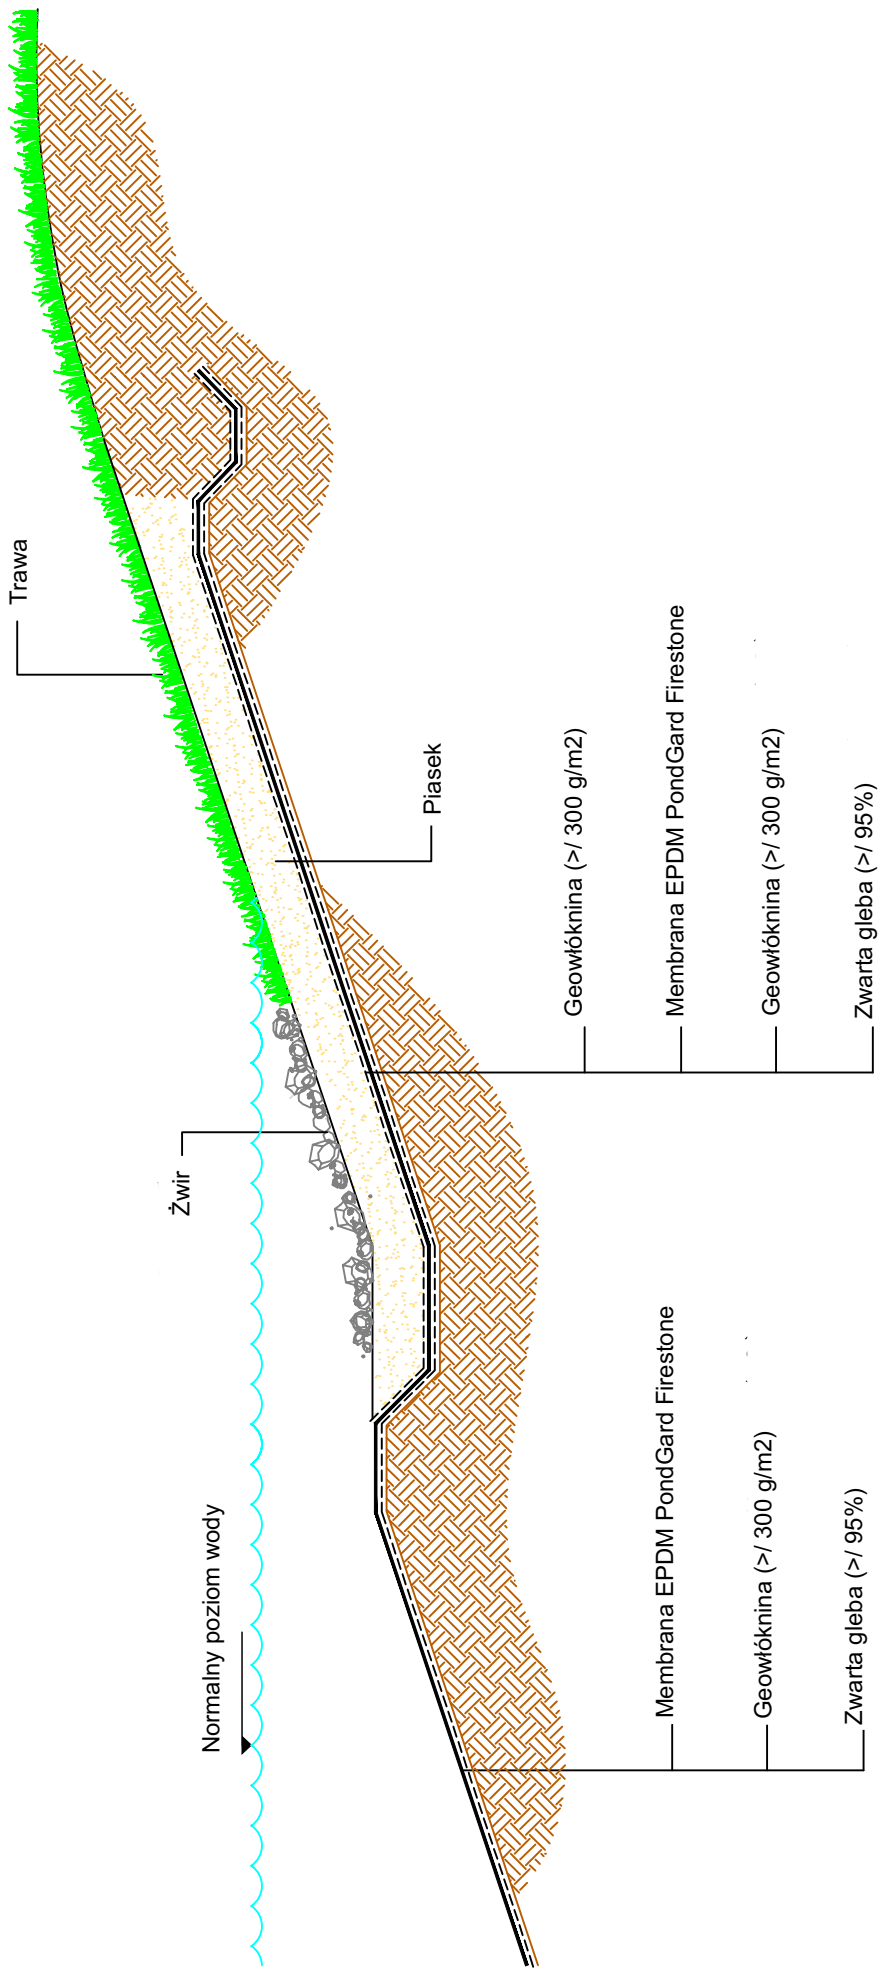 Trawa
Piasek
Geowłóknina (>/ 300 g/m2)
Membrana EPDM PondGard Firestone
Geowłóknina (>/ 300 g/m2)
Zwarta gleba (>/ 95%)
Żwir
Normalny poziom wody
Membrana EPDM PondGard Firestone
Geowłóknina (>/ 300 g/m2)
Zwarta gleba (>/ 95%)